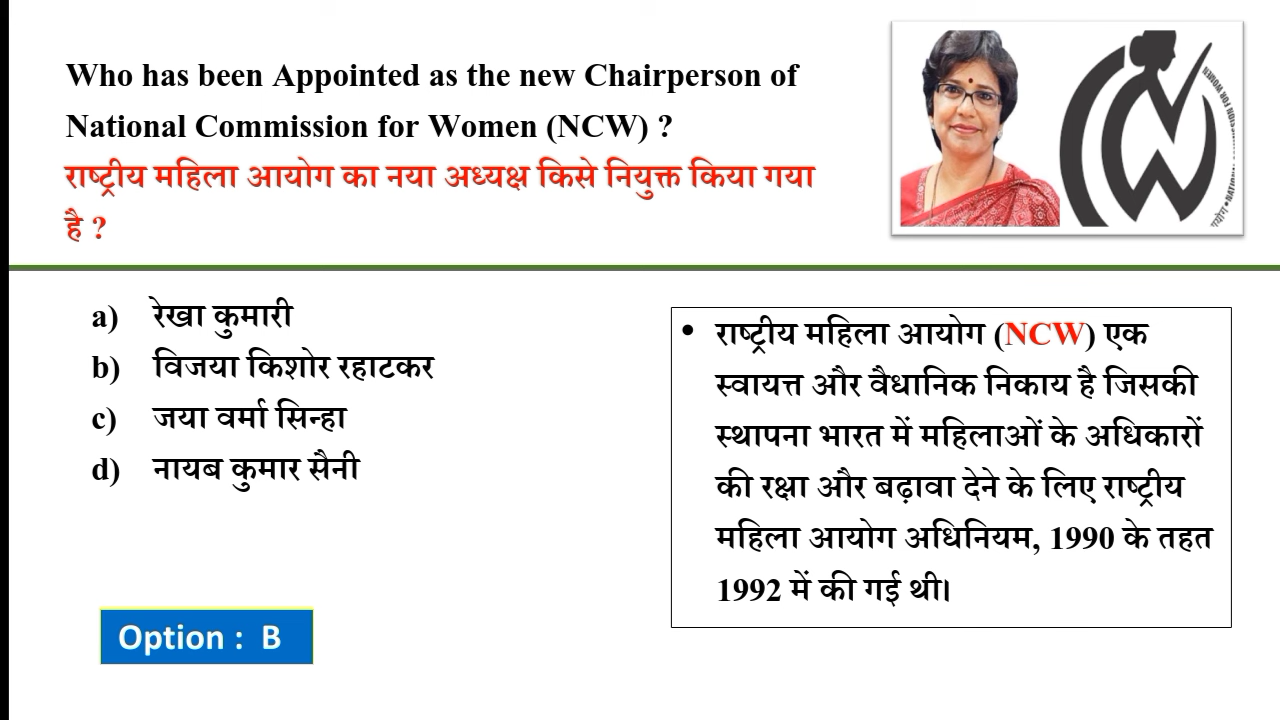 Who has been Appointed as the new Chairperson of
National Commission for Women (NCW) ?
राष्ट्रीय महिला आयोग का नया अध्यक्ष किसे नियुक्त किया गया
है ?
a) रेखा कुमारी
b) विजया किशोर रहाटकर
c) जया वर्मा सिन्हा
d) नायब कुमार सैनी
Option : B
• राष्ट्रीय महिला आयोग (NCW) एक
स्वायत्त और वैधानिक निकाय है जिसकी
स्थापना भारत में महिलाओं के अधिकारों
की रक्षा और बढ़ावा देने के लिए राष्ट्रीय
महिला आयोग अधिनियम, 1990 के तहत
1992 में की गई थी।